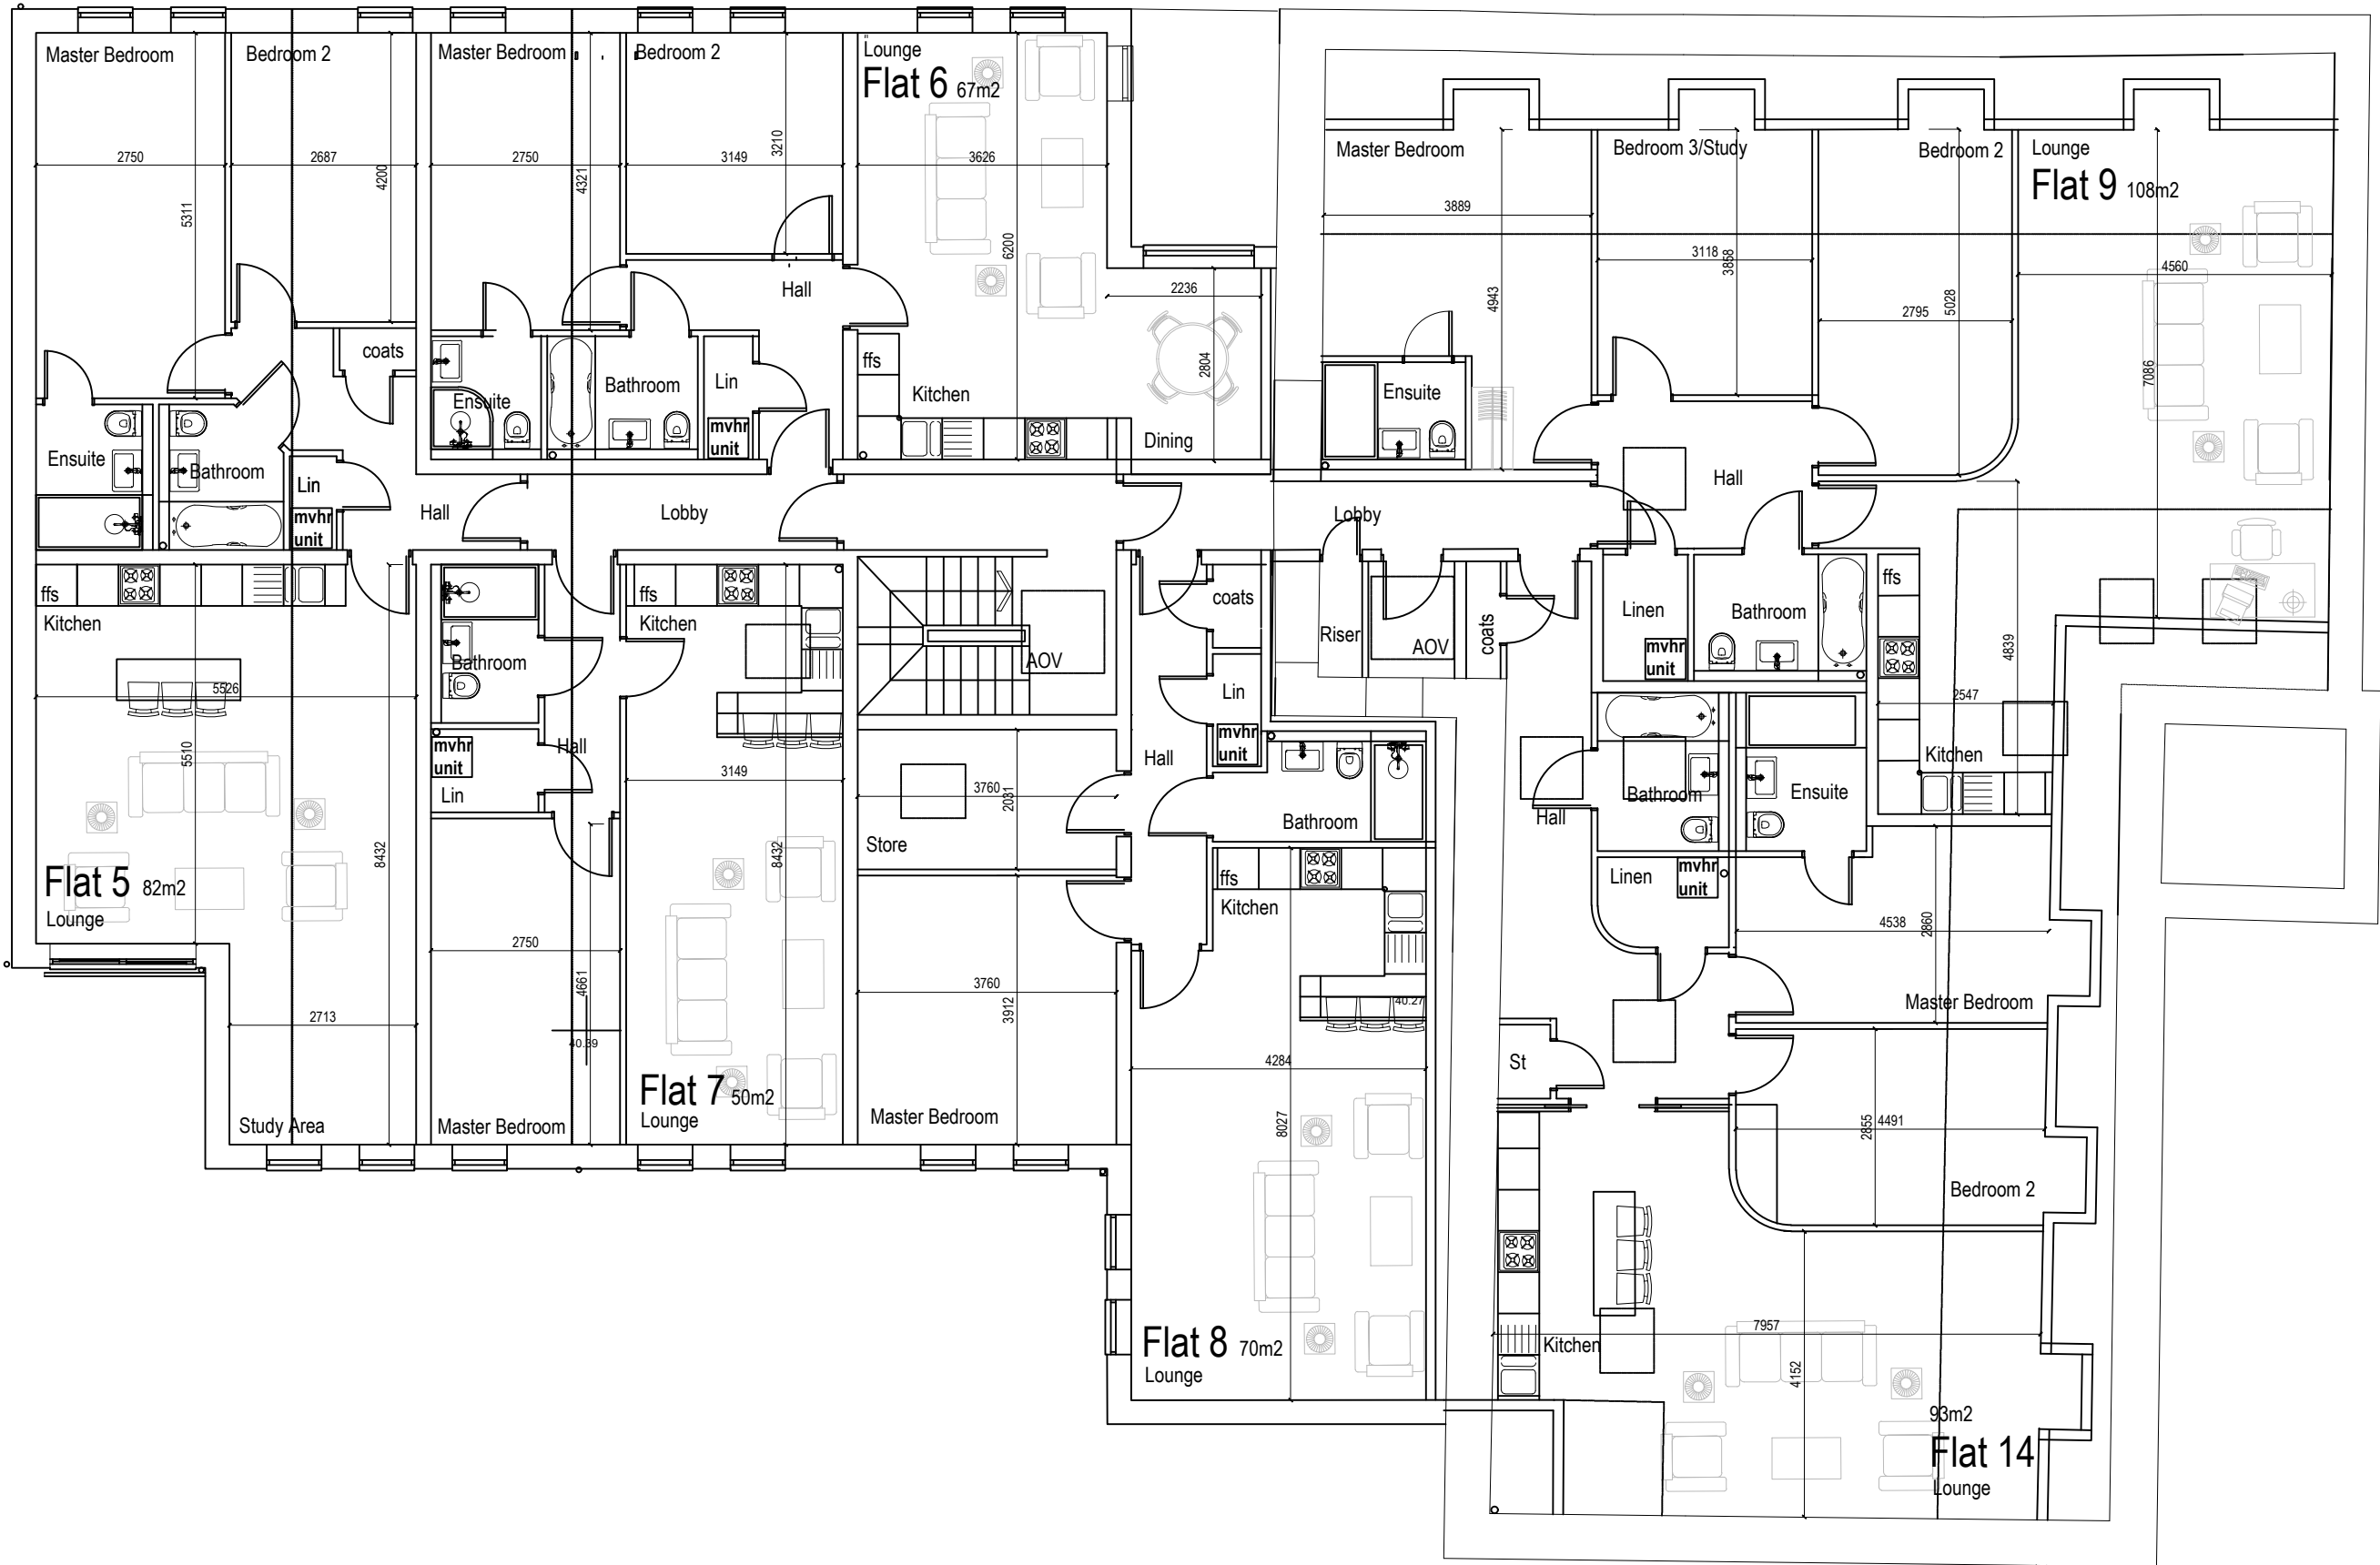 Master Bedroom
Bedroom 2
Master Bedroom
Bedroom 2
Lounge
Flat 6 67m2
2750
2687
4200
5311
2750
4321
3149
3210
3626
6200
Hall
2236
2804
coats
Ensuite
Bathroom
Lin
mvhr
unit
ffs
Kitchen
Dining
Ensuite
Bathroom
Lin
mvhr
unit
Hall
Lobby
Master Bedroom
Bedroom 3/Study
Bedroom 2
Lounge
Flat 9 108m2
3889
4943
3118
3858
2795
5028
4560
7086
Ensuite
Hall
Lobby
ffs
Kitchen
5526
5510
8432
Flat 5 82m2
Lounge
2713
Study Area
Bathroom
mvhr
unit
Lin
Hall
2750
4661
40.39
Master Bedroom
ffs
Kitchen
3149
8432
Flat 7 50m2
Lounge
AOV
3760
2031
Store
3760
3912
Master Bedroom
coats
Lin
mvhr
unit
Hall
Bathroom
ffs
Kitchen
40.27
4284
8027
Flat 8 70m2
Lounge
Riser
AOV
coats
Linen
mvhr
unit
Bathroom
ffs
4839
2547
Kitchen
Hall
Bathroom
Ensuite
Linen
mvhr
unit
4538
2860
Master Bedroom
St
2855
4491
Bedroom 2
Kitchen
7957
4152
93m2
Flat 14
Lounge